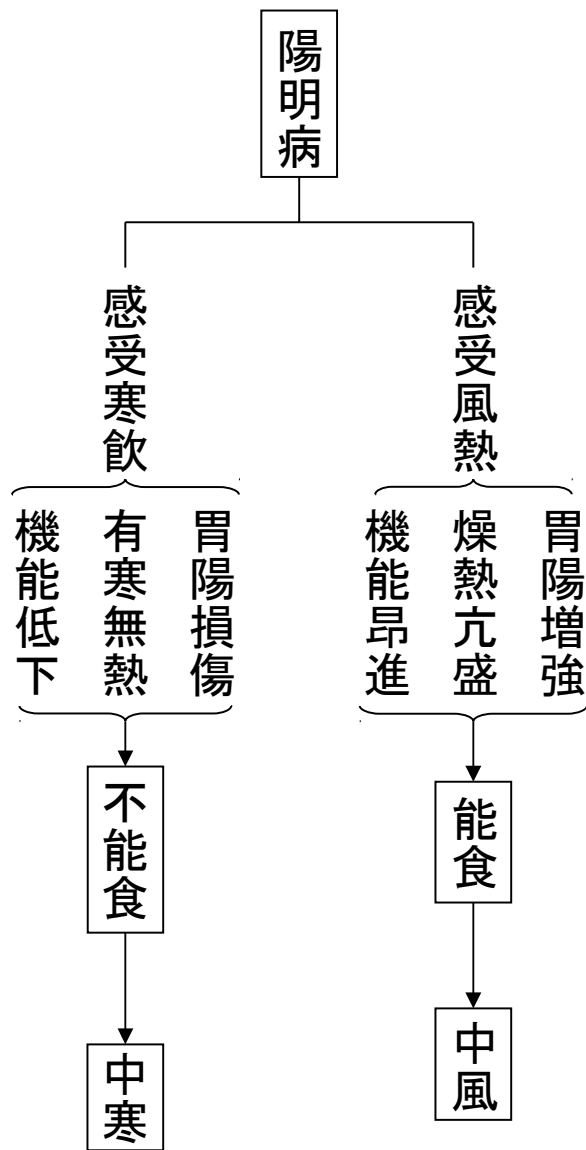 陽明病
感受風熱
胃陽増強
燥熱亢盛
機能昂進
能食
中風
感受寒飲
胃陽損傷
有寒無熱
機能低下
不能食
中寒